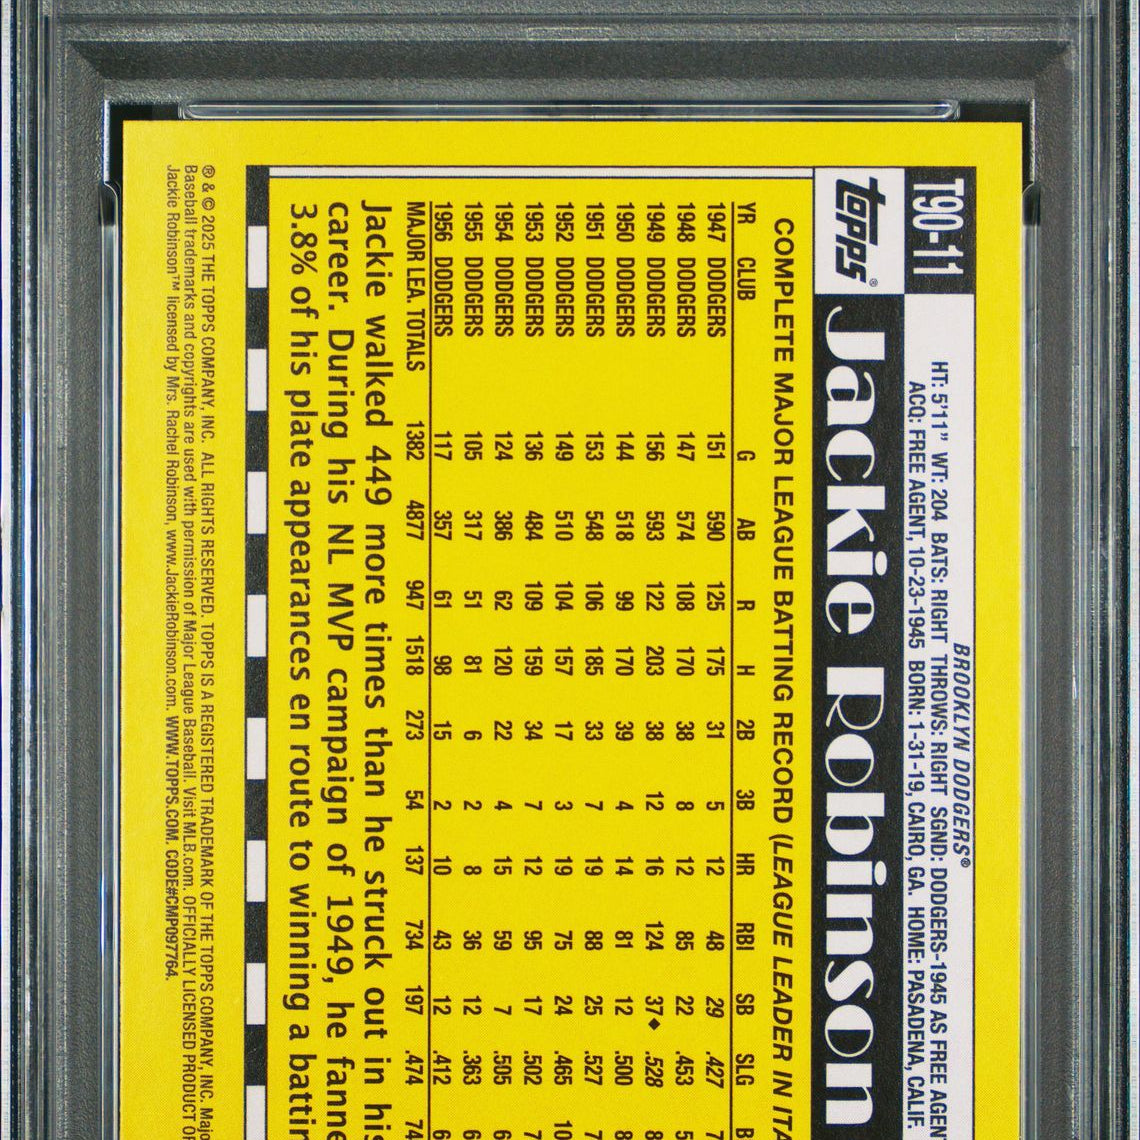 T90-11
BROOKLYN DODGERS®
HT: 5'11" WT: 204 BATS: RIGHT THROWS: RIGHT SGND: DODGERS-1945 AS FREE AGENT
ACQ: FREE AGENT, 10-23-1945 BORN: 1-31-19, CAIRO, GA. HOME: PASADENA, CALIF.
topps® Jackie Robinson
COMPLETE MAJOR LEAGUE BATTING RECORD (LEAGUE LEADER IN ITA
YR CLUB G AB R H 2B 3B HR RBI SB SLG B
1947 DODGERS 151 590 125 175 31 5 12 48 29 .427 7
1948 DODGERS 147 574 108 170 38 8 12 85 22 .453 5
1949 DODGERS 156 593 122 203 38 12 16 124 37◆ .528 8
1950 DODGERS 144 518 99 170 39 4 14 81 12 .500 8
1951 DODGERS 153 548 106 185 33 7 19 88 25 .527 7
1952 DODGERS 149 510 104 157 17 3 19 75 24 .465 10
1953 DODGERS 136 484 109 159 34 7 12 95 17 .502 7
1954 DODGERS 124 386 62 120 22 4 15 59 7 .505 6
1955 DODGERS 105 317 51 81 6 2 8 36 12 .363 6
1956 DODGERS 117 357 61 98 15 2 10 43 12 .412 6
MAJOR LEA. TOTALS 1382 4877 947 1518 273 54 137 734 197 .474 74
Jackie walked 449 more times than he struck out in his
career. During his NL MVP campaign of 1949, he fanne
3.8% of his plate appearances en route to winning a battin
® & © 2025 THE TOPPS COMPANY, INC. ALL RIGHTS RESERVED. TOPPS IS A REGISTERED TRADEMARK OF THE TOPPS COMPANY, INC. Majo
Baseball trademarks and copyrights are used with permission of Major League Baseball. Visit MLB.com. OFFICIALLY LICENSED PRODUCT OF
Jackie Robinson™ licensed by Mrs. Rachel Robinson, www.JackieRobinson.com. WWW.TOPPS.COM. CODE#CMP097764.